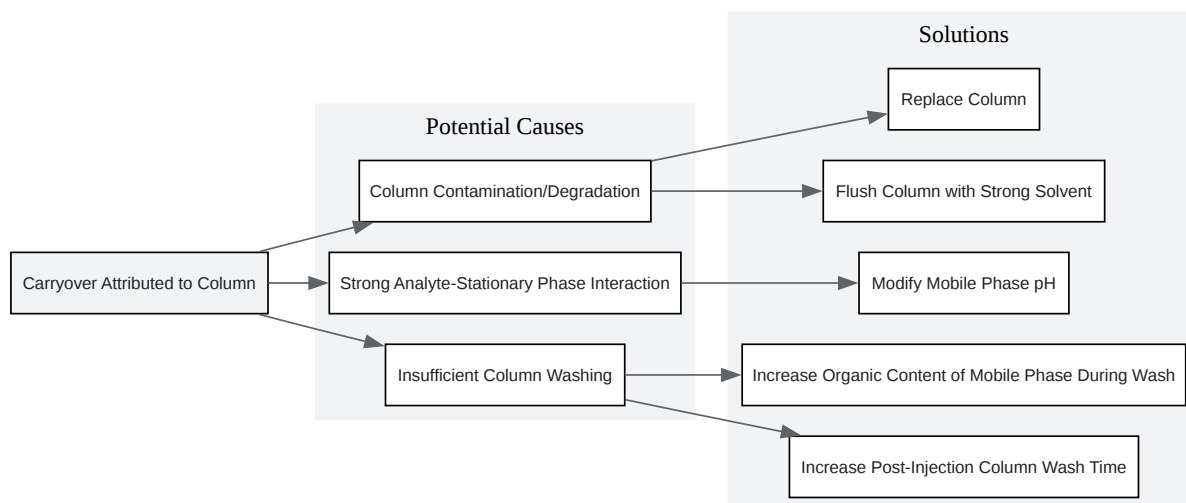 Solutions
Replace Column
Potential Causes
Column Contamination/Degradation
Flush Column with Strong Solvent
Carryover Attributed to Column
Strong Analyte-Stationary Phase Interaction
Modify Mobile Phase pH
Insufficient Column Washing
Increase Organic Content of Mobile Phase During Wash
Increase Post-Injection Column Wash Time